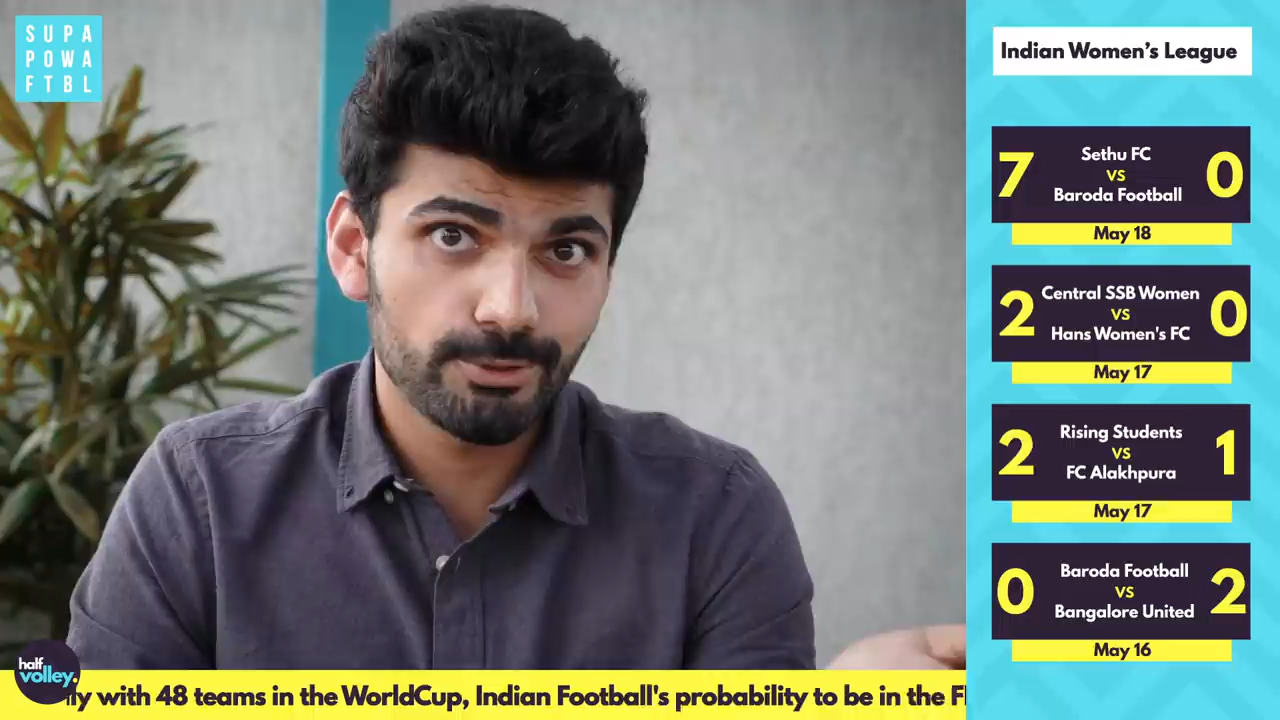 SUPA
POWA
FTBL
Indian Women's League
7
Sethu FC
vs
Baroda Football
0
May 18
2
Central SSB Women
vs
Hans Women's FC
0
May 17
2
Rising Students
vs
FC Alakhpura
1
May 17
0
Baroda Football
vs
Bangalore United
2
May 16
half
volley.
with 48 teams in the WorldCup, Indian Football's probability to be in the